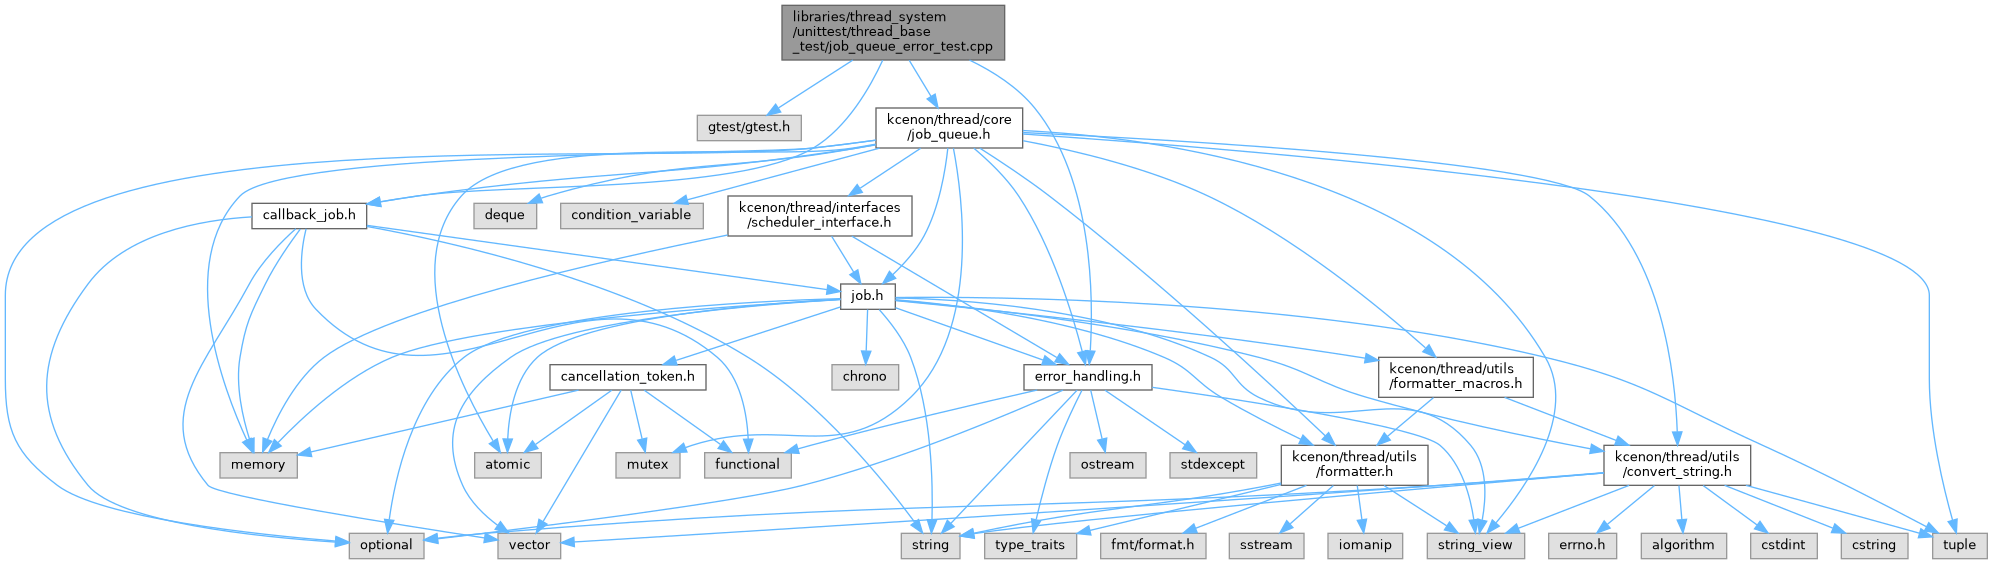 libraries/thread_system
/unittest/thread_base
_test/job_queue_error_test.cpp
gtest/gtest.h
kcenon/thread/core
/job_queue.h
callback_job.h
deque
condition_variable
kcenon/thread/interfaces
/scheduler_interface.h
job.h
cancellation_token.h
chrono
error_handling.h
kcenon/thread/utils
/formatter_macros.h
memory
atomic
mutex
functional
ostream
stdexcept
kcenon/thread/utils
/formatter.h
kcenon/thread/utils
/convert_string.h
optional
vector
string
type_traits
fmt/format.h
sstream
iomanip
string_view
errno.h
algorithm
cstdint
cstring
tuple